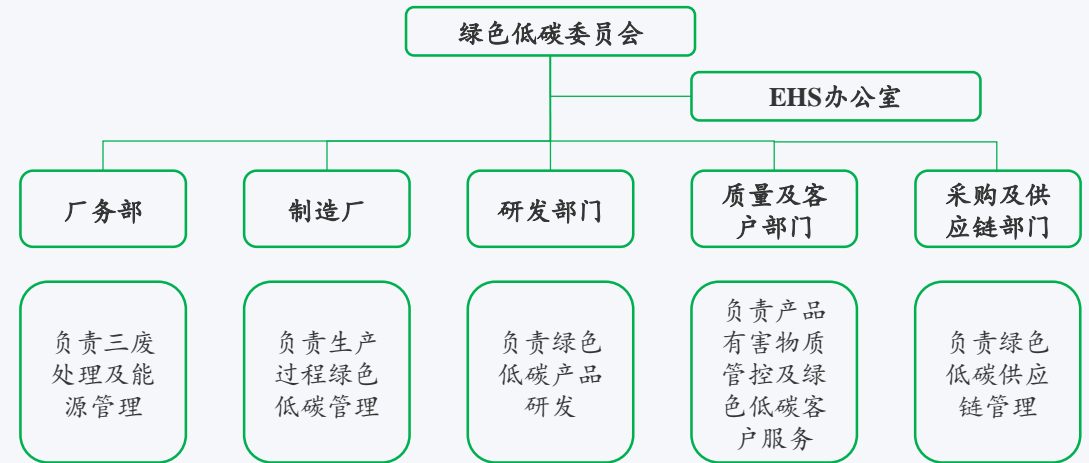 绿色低碳委员会
EHS办公室
厂务部
制造厂
研发部门
质量及客
户部门
采购及供
应链部门
负责三废
处理及能
源管理
负责生产
过程绿色
低碳管理
负责绿色
低碳产品
研发
负责产品
有害物质
管控及绿
色低碳客
户服务
负责绿色
低碳供应
链管理